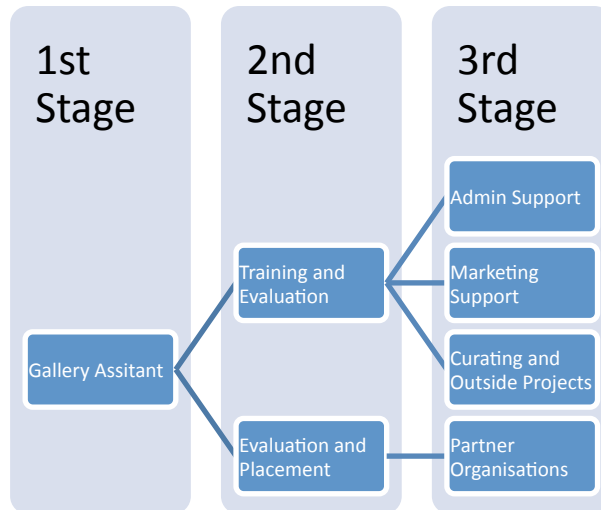 1st
Stage
2nd
Stage
3rd
Stage
Gallery Assitant
Training and
Evaluation
Evaluation and
Placement
Admin Support
Marketing
Support
Curating and
Outside Projects
Partner
Organisations